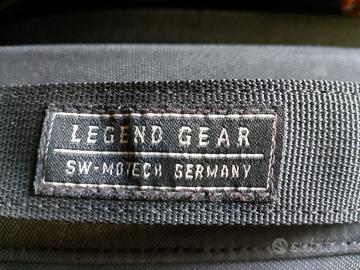 LEGEND GEAR
SW-MOTECH GERMANY
subito